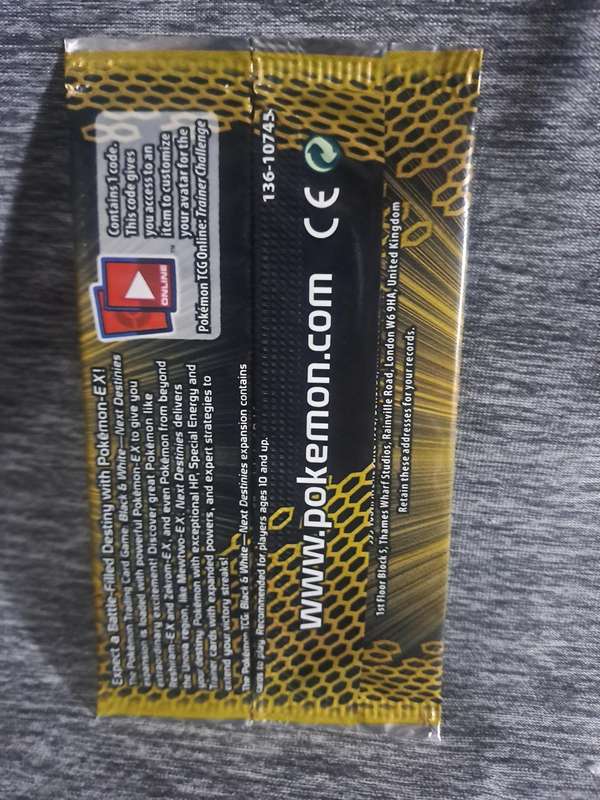 Expect a Battle-Filled Destiny with Pokémon-EX!
The Pokémon Trading Card Game: Black & White—Next Destinies
expansion is loaded with powerful Pokémon-EX to give you
extraordinary excitement! Discover great Pokémon like
Reshiram-EX and Zekrom-EX, and even Pokémon from beyond
the Unova region, like Mewtwo-EX. Next Destinies delivers
your destiny: Pokémon with exceptional HP, Special Energy and
Trainer cards with expanded powers, and expert strategies to
extend your victory streaks!
The Pokémon TCG: Black & White—Next Destinies expansion contains
cards to play. Recommended for players ages 10 and up.
ONLINE
TM
Contains 1 code.
This code gives
you access to an
item to customize
your avatar for the
Pokémon TCG Online: Trainer Challenge
136-10745
www.pokemon.com CE
1st Floor Block 5, Thames Wharf Studios, Rainville Road, London W6 9HA, United Kingdom
Retain these addresses for your records.